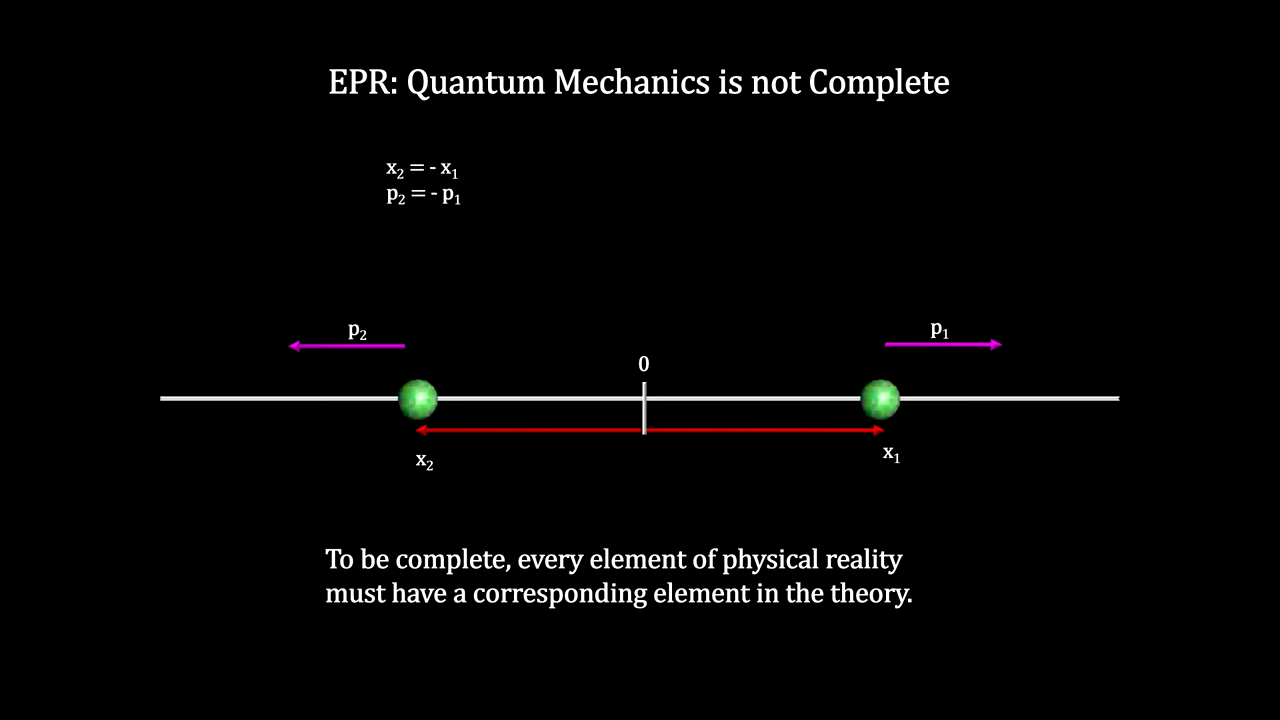 EPR: Quantum Mechanics is not Complete
x₂ = - x₁
p₂ = - p₁
p₂
p₁
0
x₂
x₁
To be complete, every element of physical reality
must have a corresponding element in the theory.